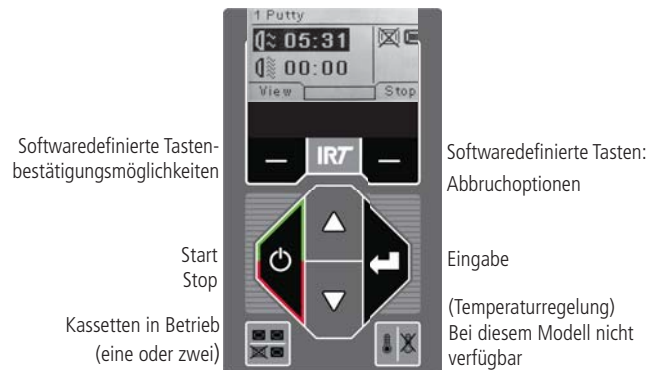 1 Putty
05:31
00:00
View Stop
Softwaredefinierte Tasten-
bestätigungsmöglichkeiten
IRT
Softwaredefinierte Tasten:
Abbruchoptionen
Start
Stop
Eingabe
Kassetten in Betrieb
(eine oder zwei)
(Temperaturregelung)
Bei diesem Modell nicht
verfügbar